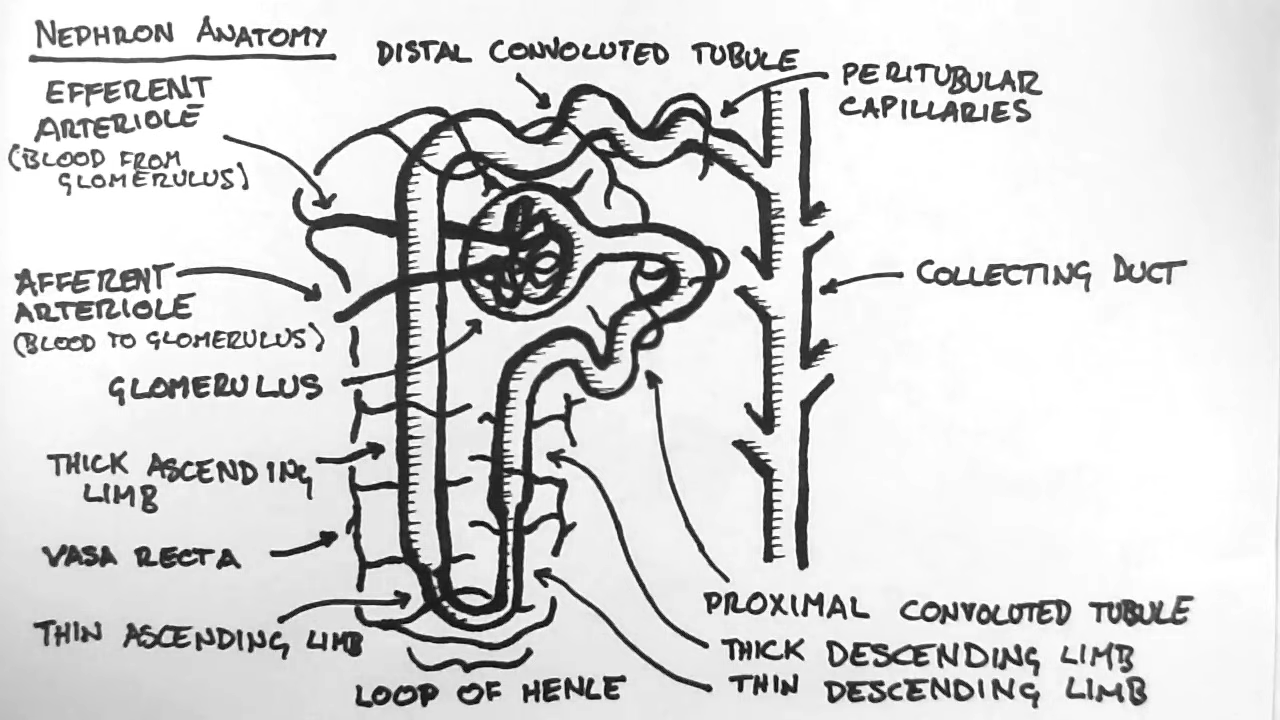 NEPHRON ANATOMY
DISTAL CONVOLUTED TUBULE
PERITUBULAR
CAPILLARIES
EFFERENT
ARTERIOLE
(BLOOD FROM
GLOMERULUS)
AFFERENT
ARTERIOLE
(BLOOD TO GLOMERULUS)
COLLECTING DUCT
GLOMERULUS
THICK ASCENDING
LIMB
VASA RECTA
THIN ASCENDING LIMB
LOOP OF HENLE
PROXIMAL CONVOLUTED TUBULE
THICK DESCENDING LIMB
THIN DESCENDING LIMB